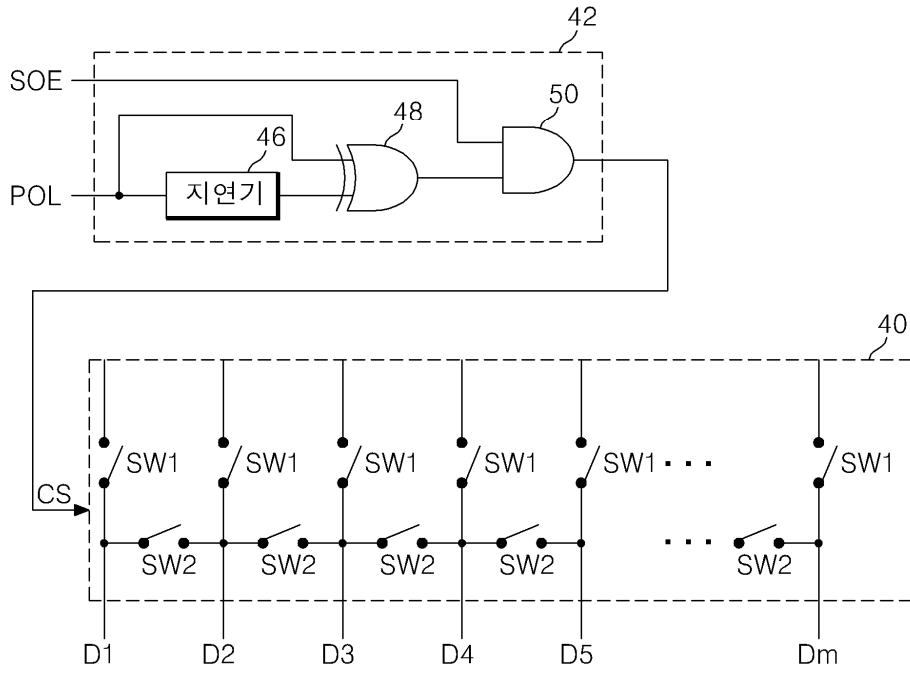 42
SOE
50
48
46
POL
지연기
40
SW1 SW1 SW1 SW1 SW1 ··· SW1
CS
SW2 SW2 SW2 SW2 ··· SW2
D1 D2 D3 D4 D5 Dm